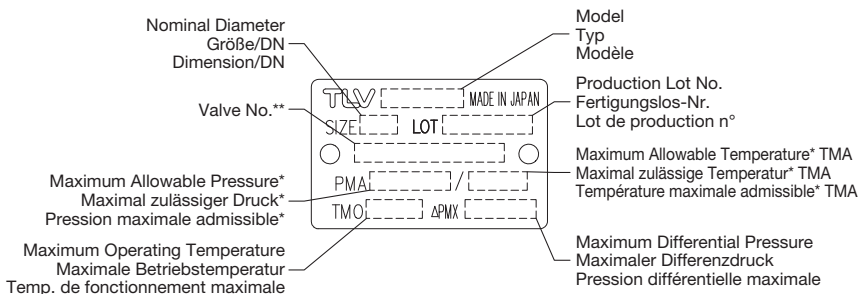 Nominal Diameter
Größe/DN
Dimension/DN
Valve No.**
Maximum Allowable Pressure*
Maximal zulässiger Druck*
Pression maximale admissible*
Maximum Operating Temperature
Maximale Betriebstemperatur
Temp. de fonctionnement maximale
TLV MADE IN JAPAN
SIZE LOT
PMA /
TMO ΔPMX
Model
Typ
Modèle
Production Lot No.
Fertigungslos-Nr.
Lot de production n°
Maximum Allowable Temperature* TMA
Maximal zulässige Temperatur* TMA
Température maximale admissible* TMA
Maximum Differential Pressure
Maximaler Differenzdruck
Pression différentielle maximale